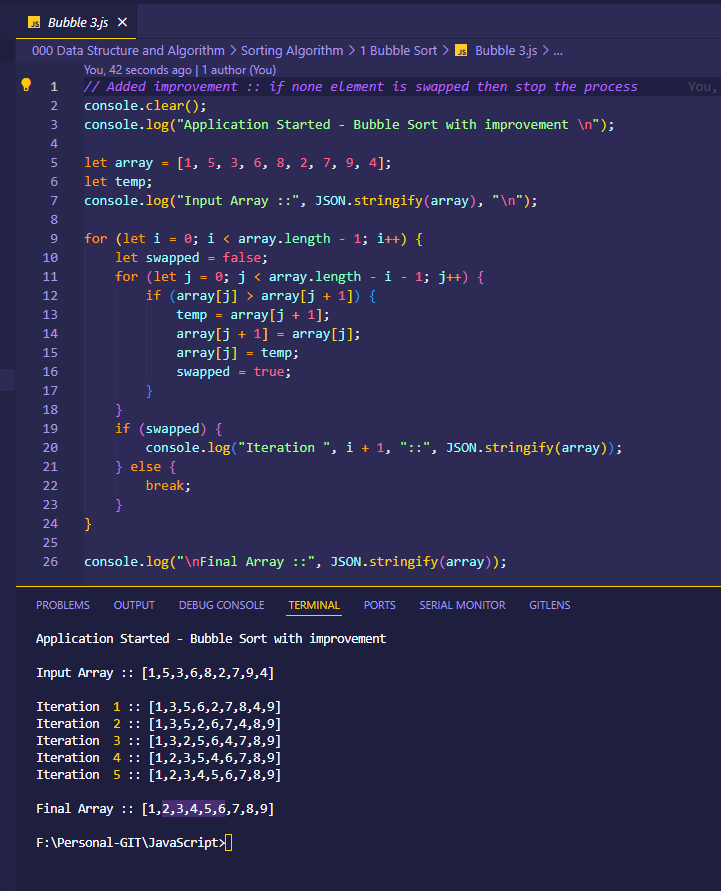 JS Bubble 3.js ×
000 Data Structure and Algorithm > Sorting Algorithm > 1 Bubble Sort > JS Bubble 3.js > ...
You, 42 seconds ago | 1 author (You)
1 // Added improvement :: if none element is swapped then stop the process You,
2 console.clear();
3 console.log("Application Started - Bubble Sort with improvement \n");
4
5 let array = [1, 5, 3, 6, 8, 2, 7, 9, 4];
6 let temp;
7 console.log("Input Array ::", JSON.stringify(array), "\n");
8
9 for (let i = 0; i < array.length - 1; i++) {
10     let swapped = false;
11     for (let j = 0; j < array.length - i - 1; j++) {
12         if (array[j] > array[j + 1]) {
13             temp = array[j + 1];
14             array[j + 1] = array[j];
15             array[j] = temp;
16             swapped = true;
17         }
18     }
19     if (swapped) {
20         console.log("Iteration ", i + 1, "::", JSON.stringify(array));
21     } else {
22         break;
23     }
24 }
25
26 console.log("\nFinal Array ::", JSON.stringify(array));
PROBLEMS OUTPUT DEBUG CONSOLE TERMINAL PORTS SERIAL MONITOR GITLENS
Application Started - Bubble Sort with improvement
Input Array :: [1,5,3,6,8,2,7,9,4]
Iteration  1 :: [1,3,5,6,2,7,8,4,9]
Iteration  2 :: [1,3,5,2,6,7,4,8,9]
Iteration  3 :: [1,3,2,5,6,4,7,8,9]
Iteration  4 :: [1,2,3,5,4,6,7,8,9]
Iteration  5 :: [1,2,3,4,5,6,7,8,9]
Final Array :: [1,2,3,4,5,6,7,8,9]
F:\Personal-GIT\JavaScript>